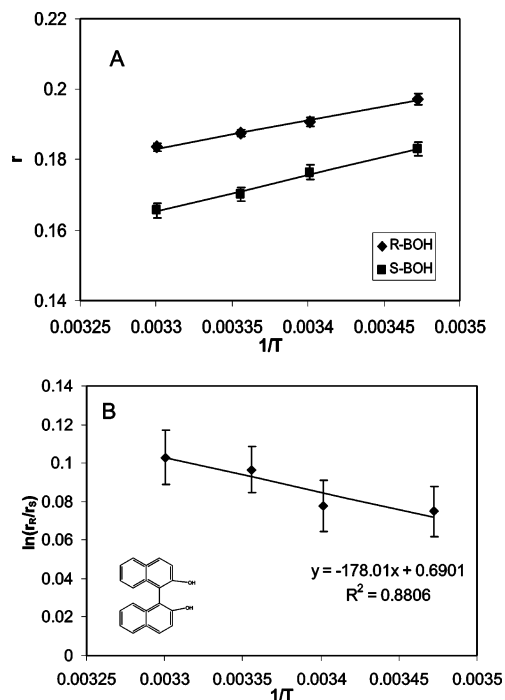 0.22
A
0.2
0.18
r
0.16
R-BOH
S-BOH
0.14
0.00325 0.0033 0.00335 0.0034 0.00345 0.0035
1/T
0.14
B
0.12
0.1
0.08
ln(rR/rS)
0.06
OH
y = -178.01x + 0.6901
0.04
R² = 0.8806
OH
0.02
0
0.00325 0.0033 0.00335 0.0034 0.00345 0.0035
1/T